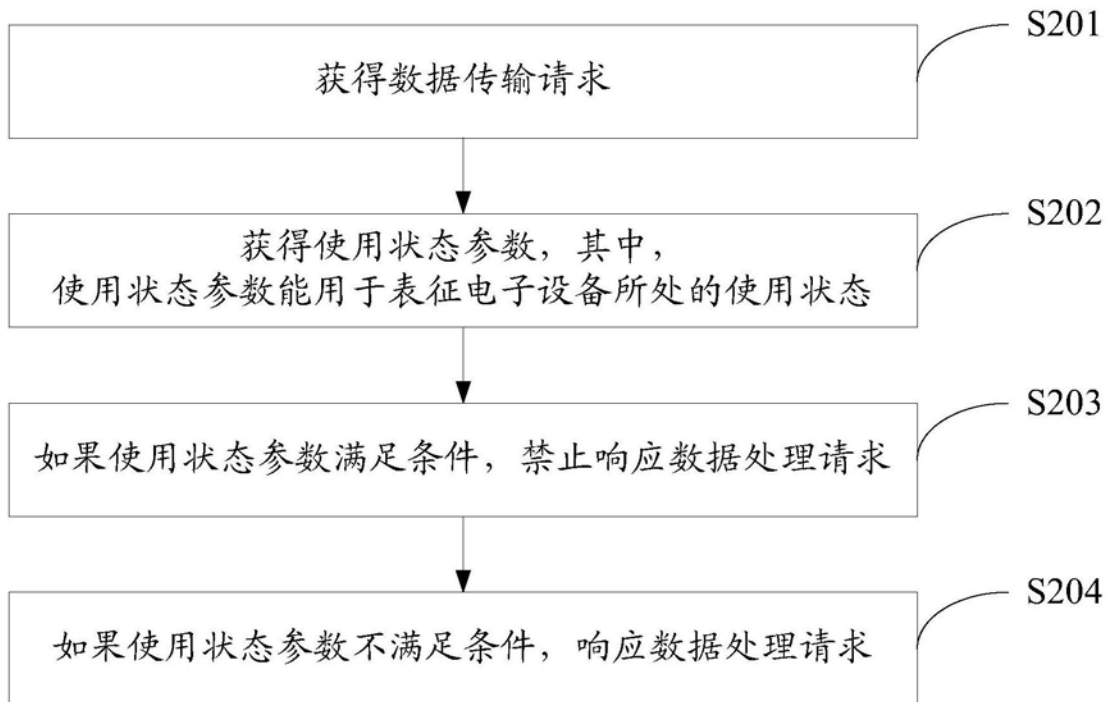 S201
获得数据传输请求
S202
获得使用状态参数，其中，
使用状态参数能用于表征电子设备所处的使用状态
S203
如果使用状态参数满足条件，禁止响应数据处理请求
S204
如果使用状态参数不满足条件，响应数据处理请求